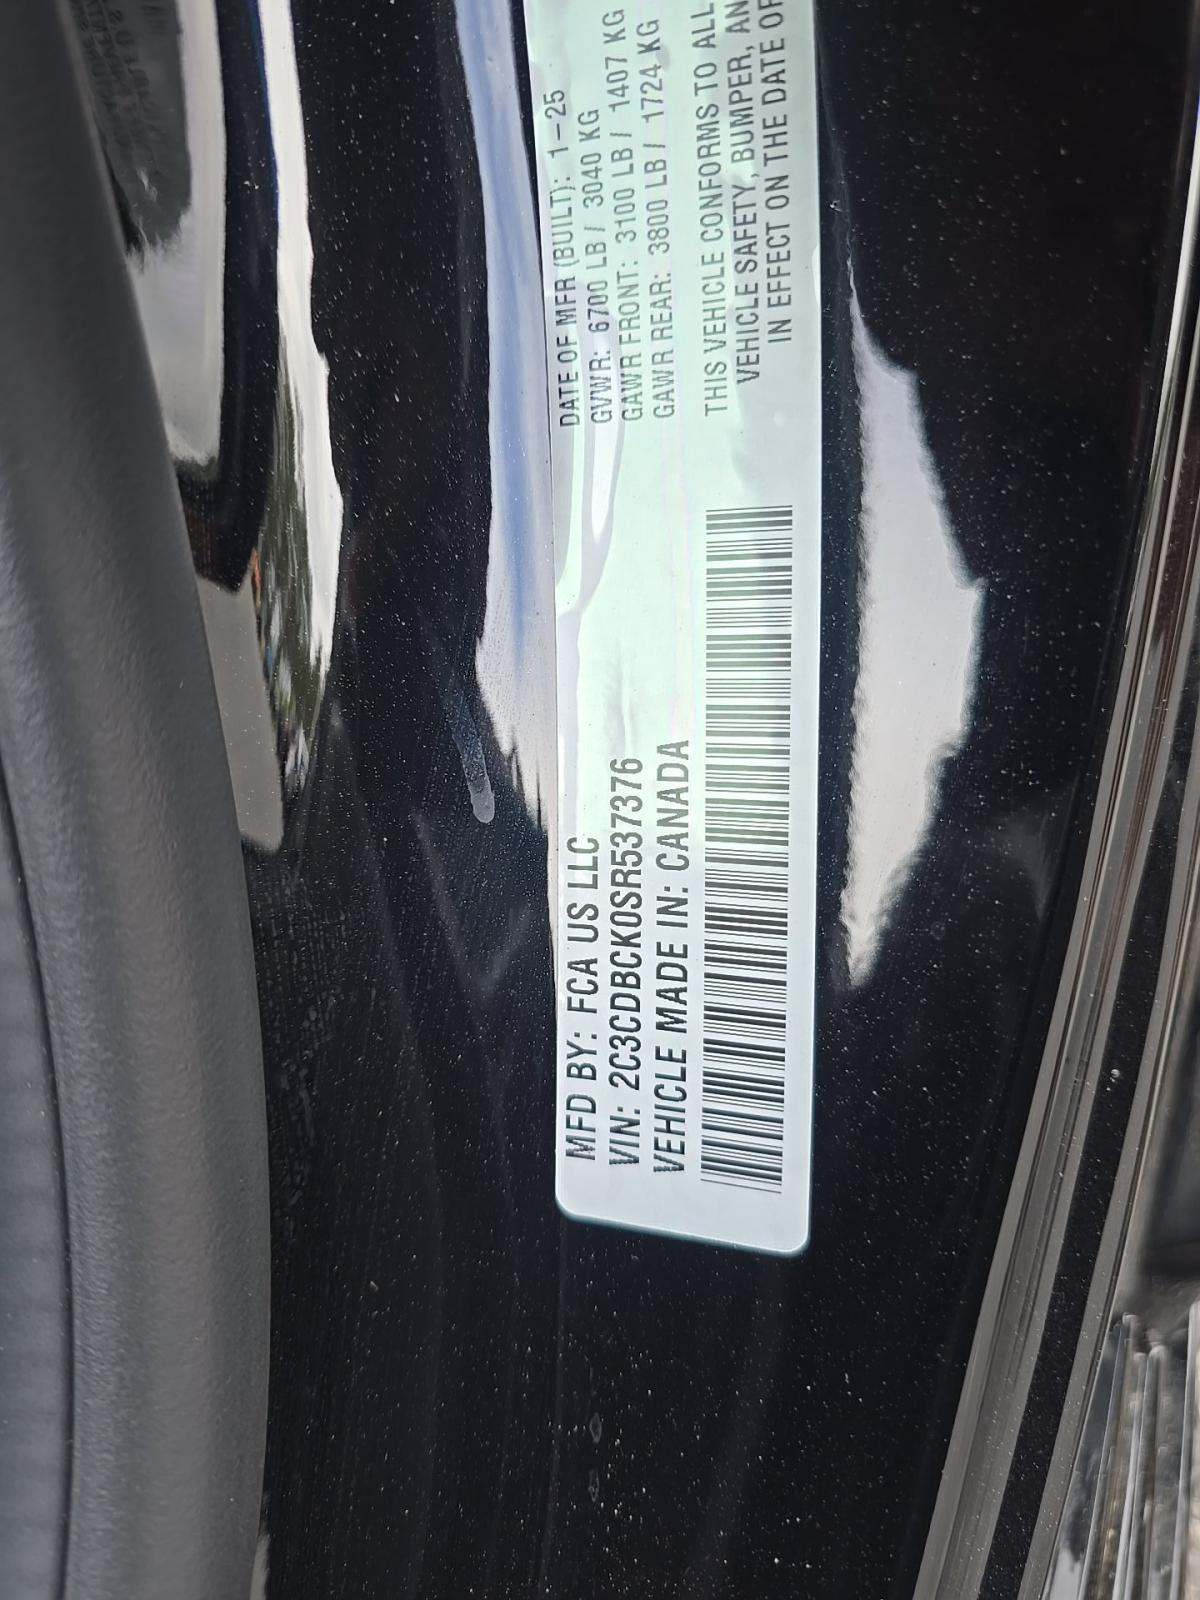 MFD BY: FCA US LLC
VIN: 2C3CDBCK0SR537376
VEHICLE MADE IN: CANADA
DATE OF MFR (BUILT): 1-25
GVWR: 6700 LB / 3040 KG
GAWR FRONT: 3100 LB / 1407 KG
GAWR REAR: 3800 LB / 1724 KG
THIS VEHICLE CONFORMS TO ALL
VEHICLE SAFETY, BUMPER, AN
IN EFFECT ON THE DATE OF